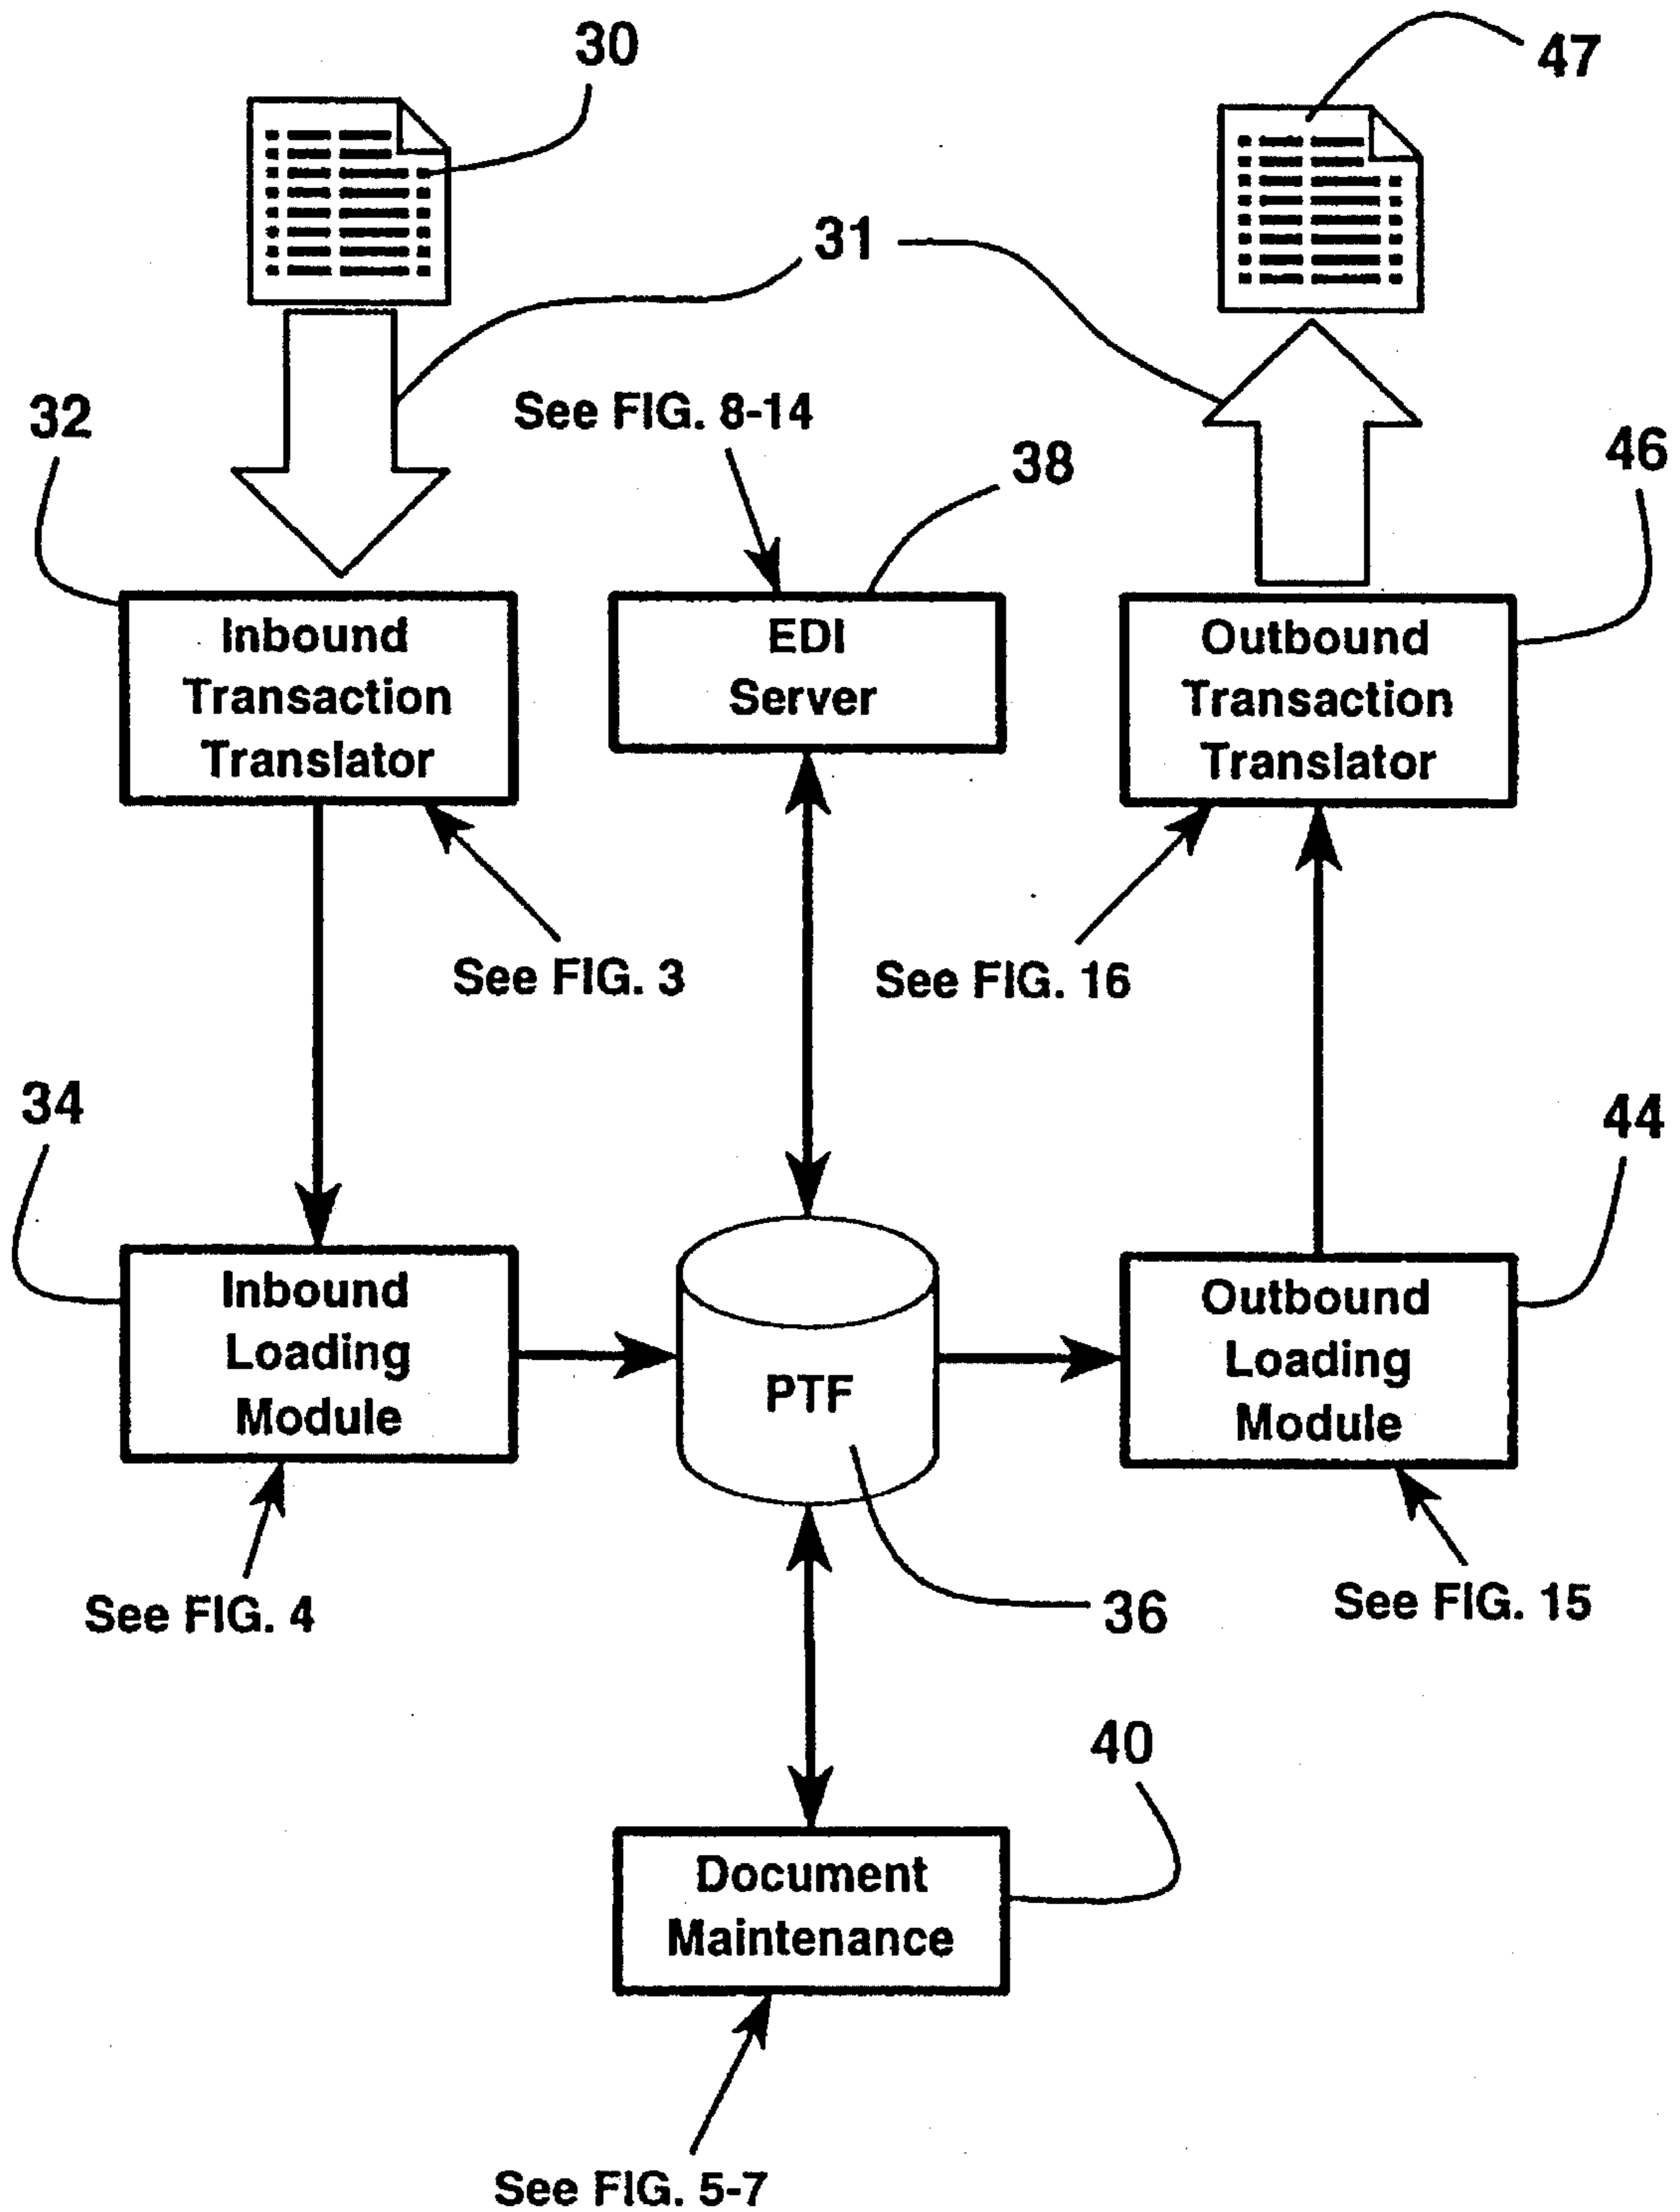 30
47
31
See FIG. 8-14
32
38
46
Inbound
Transaction
Translator
EDI
Server
Outbound
Transaction
Translator
See FIG. 3
See FIG. 16
34
44
Inbound
Loading
Module
PTF
Outbound
Loading
Module
See FIG. 4
36
See FIG. 15
40
Document
Maintenance
See FIG. 5-7